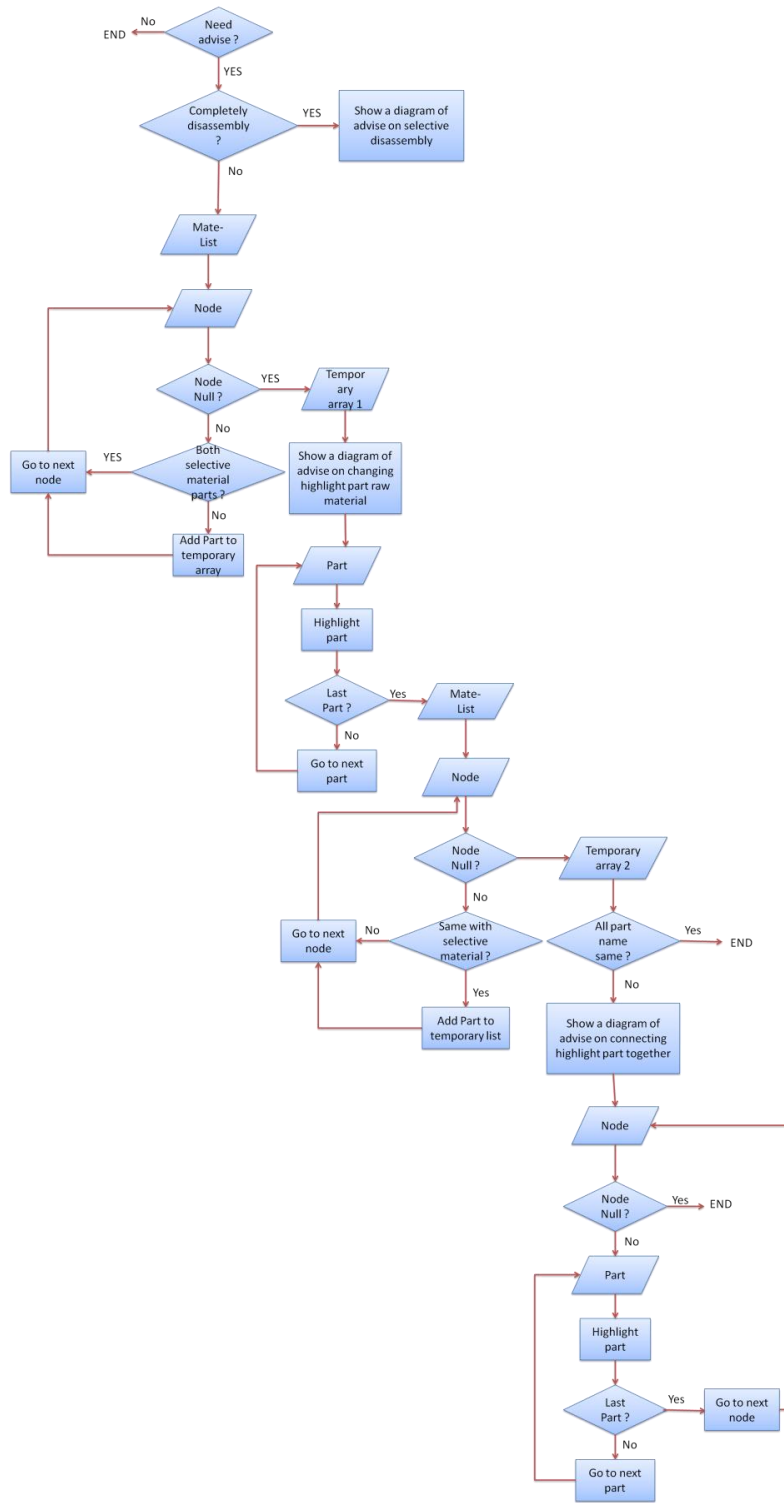 Need
advise ?
No
END
YES
Completely
disassembly
?
YES
Show a diagram of
advise on selective
disassembly
No
Mate-
List
Node
Node
Null ?
YES
Tempor
ary
array 1
No
Both
selective
material
parts ?
YES
Go to next
node
No
Add Part to
temporary
array
Show a diagram of
advise on changing
highlight part raw
material
Part
Highlight
part
Last
Part ?
Yes
No
Go to next
part
Mate-
List
Node
Node
Null ?
No
Same with
selective
material ?
No
Go to next
node
Yes
Add Part to
temporary list
Temporary
array 2
All part
name
same ?
Yes
END
No
Show a diagram of
advise on connecting
highlight part together
Node
Node
Null ?
Yes
END
No
Part
Highlight
part
Last
Part ?
Yes
Go to next
node
No
Go to next
part